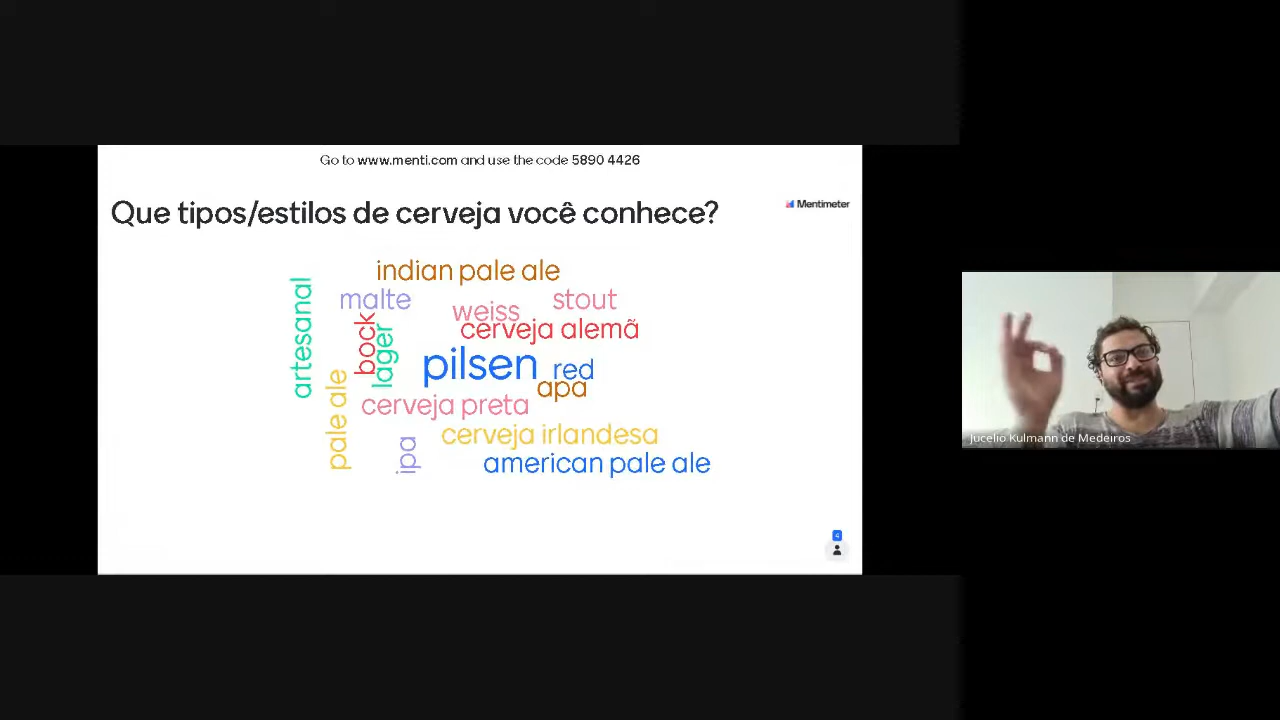 Go to www.menti.com and use the code 5890 4426
Que tipos/estilos de cerveja você conhece?
Mentimeter
indian pale ale
artesanal
malte
weiss
stout
bock
lager
cerveja alemã
pilsen
red
apa
pale ale
cerveja preta
ipa
cerveja irlandesa
american pale ale
4
Jucelio Kulmann de Medeiros